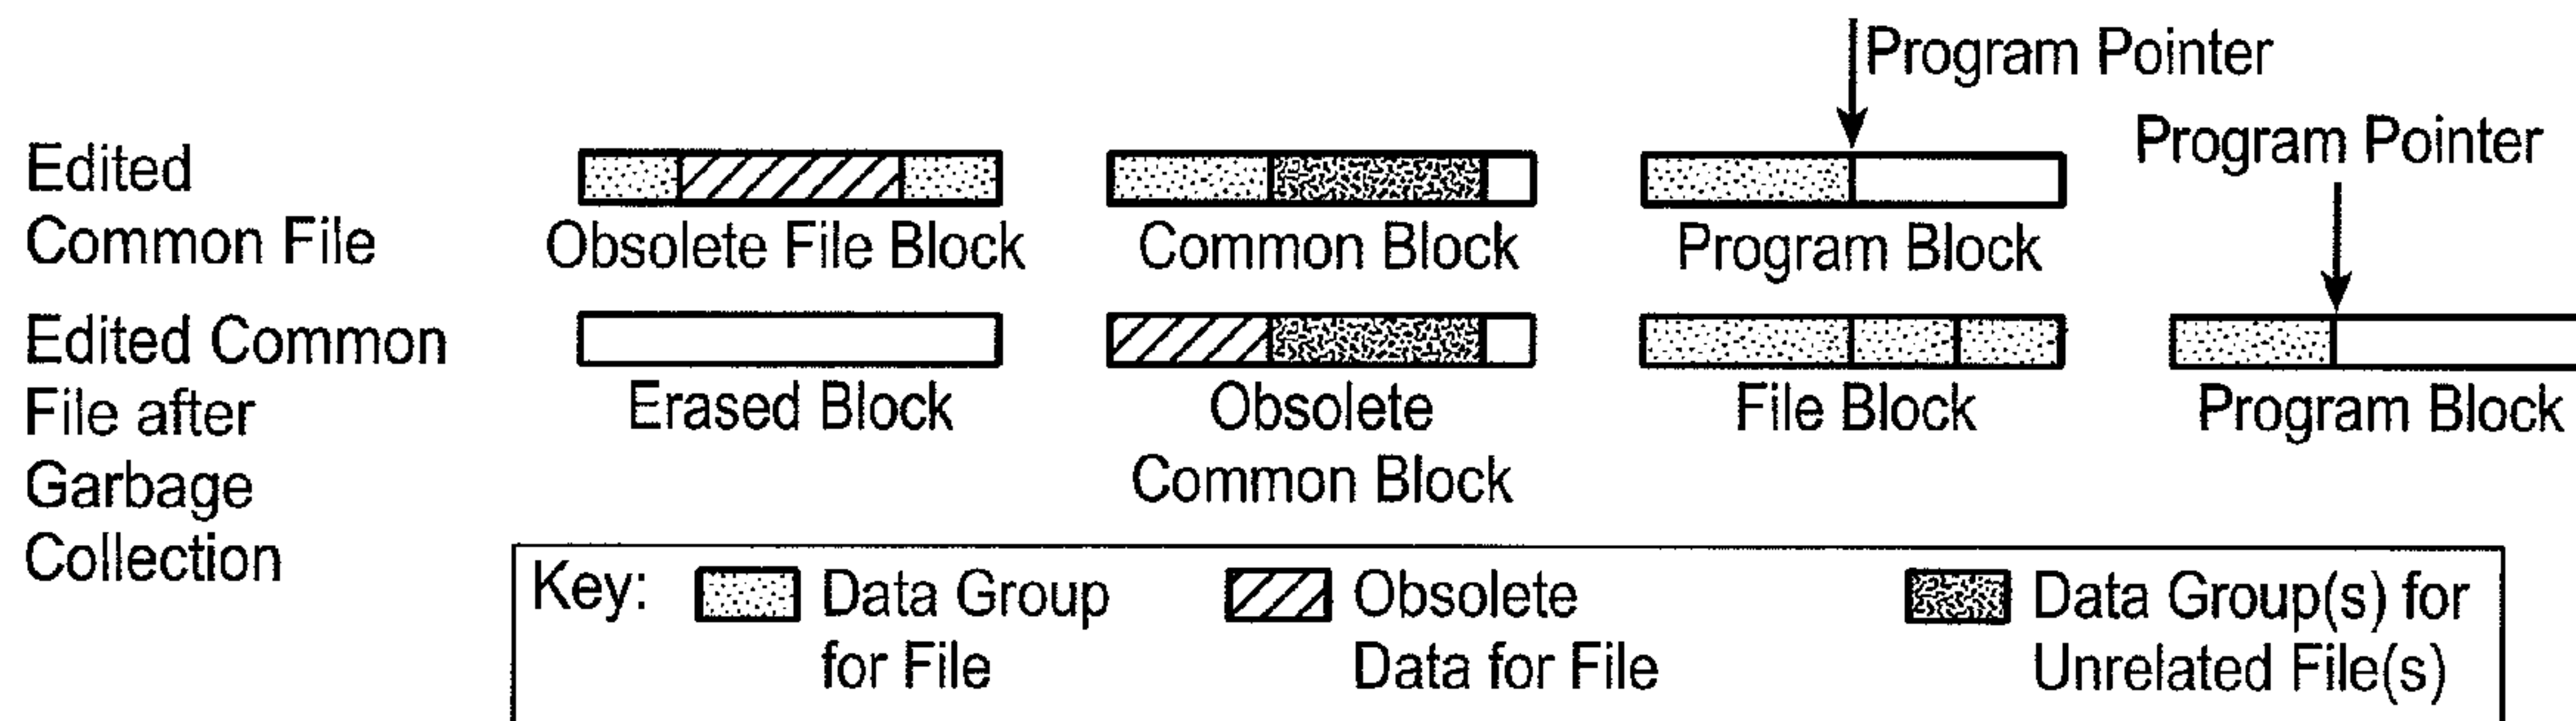 Program Pointer
Program Pointer
Edited
Common File
Obsolete File Block
Common Block
Program Block
Edited Common
File after
Garbage
Collection
Erased Block
Obsolete
Common Block
File Block
Program Block
Key:
Data Group
for File
Obsolete
Data for File
Data Group(s) for
Unrelated File(s)